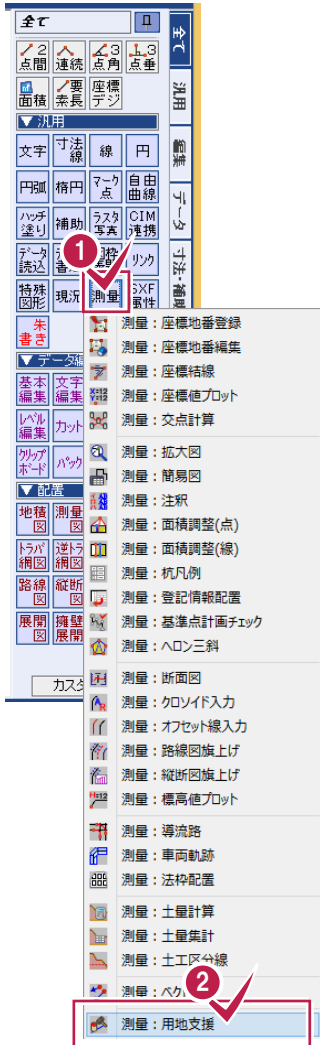 全て
全て
2点間
連続
3点角
3点垂
面積
要素長
座標デジ
汎用
▼ 汎用
文字
寸法線
線
円
編集
円弧
楕円
マーク点
自由曲線
データ
ハッチ塗り
補助
ラスタ写真
CIM連携
データ読込
リンク
寸法・補助
1
特殊図形
現況
測量
SXF属性
朱書き
測量：座標地番登録
測量：座標地番編集
測量：座標結線
測量：座標値プロット
測量：交点計算
測量：拡大図
測量：簡易図
測量：注釈
測量：面積調整(点)
測量：面積調整(線)
測量：杭凡例
測量：登記情報配置
測量：基準点計画チェック
測量：ヘロン三斜
測量：断面図
測量：クロソイド入力
測量：オフセット線入力
測量：路線図旗上げ
測量：縦断図旗上げ
測量：標高値プロット
測量：導流路
測量：車両軌跡
測量：法枠配置
測量：土量計算
測量：土量集計
測量：土工区分線
測量：ベク
2
測量：用地支援
▼ データ編
基本編集
文字編集
レベル編集
カット
クリップボード
パック
▼ 配置
地積図
測量図
トラバ網図
逆トラ網図
路線図
縦断図
展開図
擁壁展開
カスタ